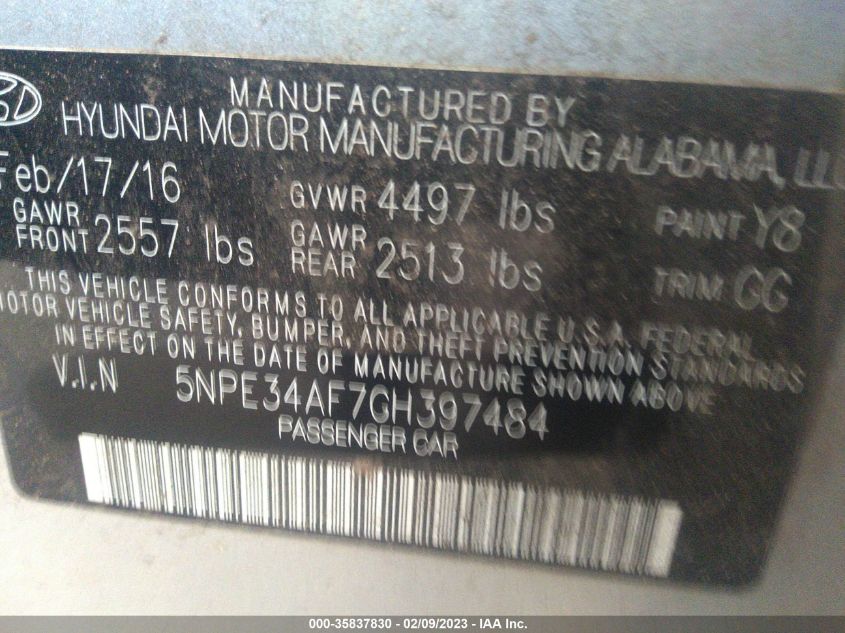 MANUFACTURED BY
HYUNDAI MOTOR MANUFACTURING ALABAMA, LLC
Feb/17/16 GVWR 4497 lbs PAINT Y8
GAWR FRONT 2557 lbs GAWR REAR 2513 lbs TRIM GG
THIS VEHICLE CONFORMS TO ALL APPLICABLE U.S.A. FEDERAL
MOTOR VEHICLE SAFETY, BUMPER, AND THEFT PREVENTION STANDARDS
IN EFFECT ON THE DATE OF MANUFACTURE SHOWN ABOVE
V.I.N 5NPE34AF7GH397484
PASSENGER CAR
000-35837830 - 02/09/2023 - IAA Inc.